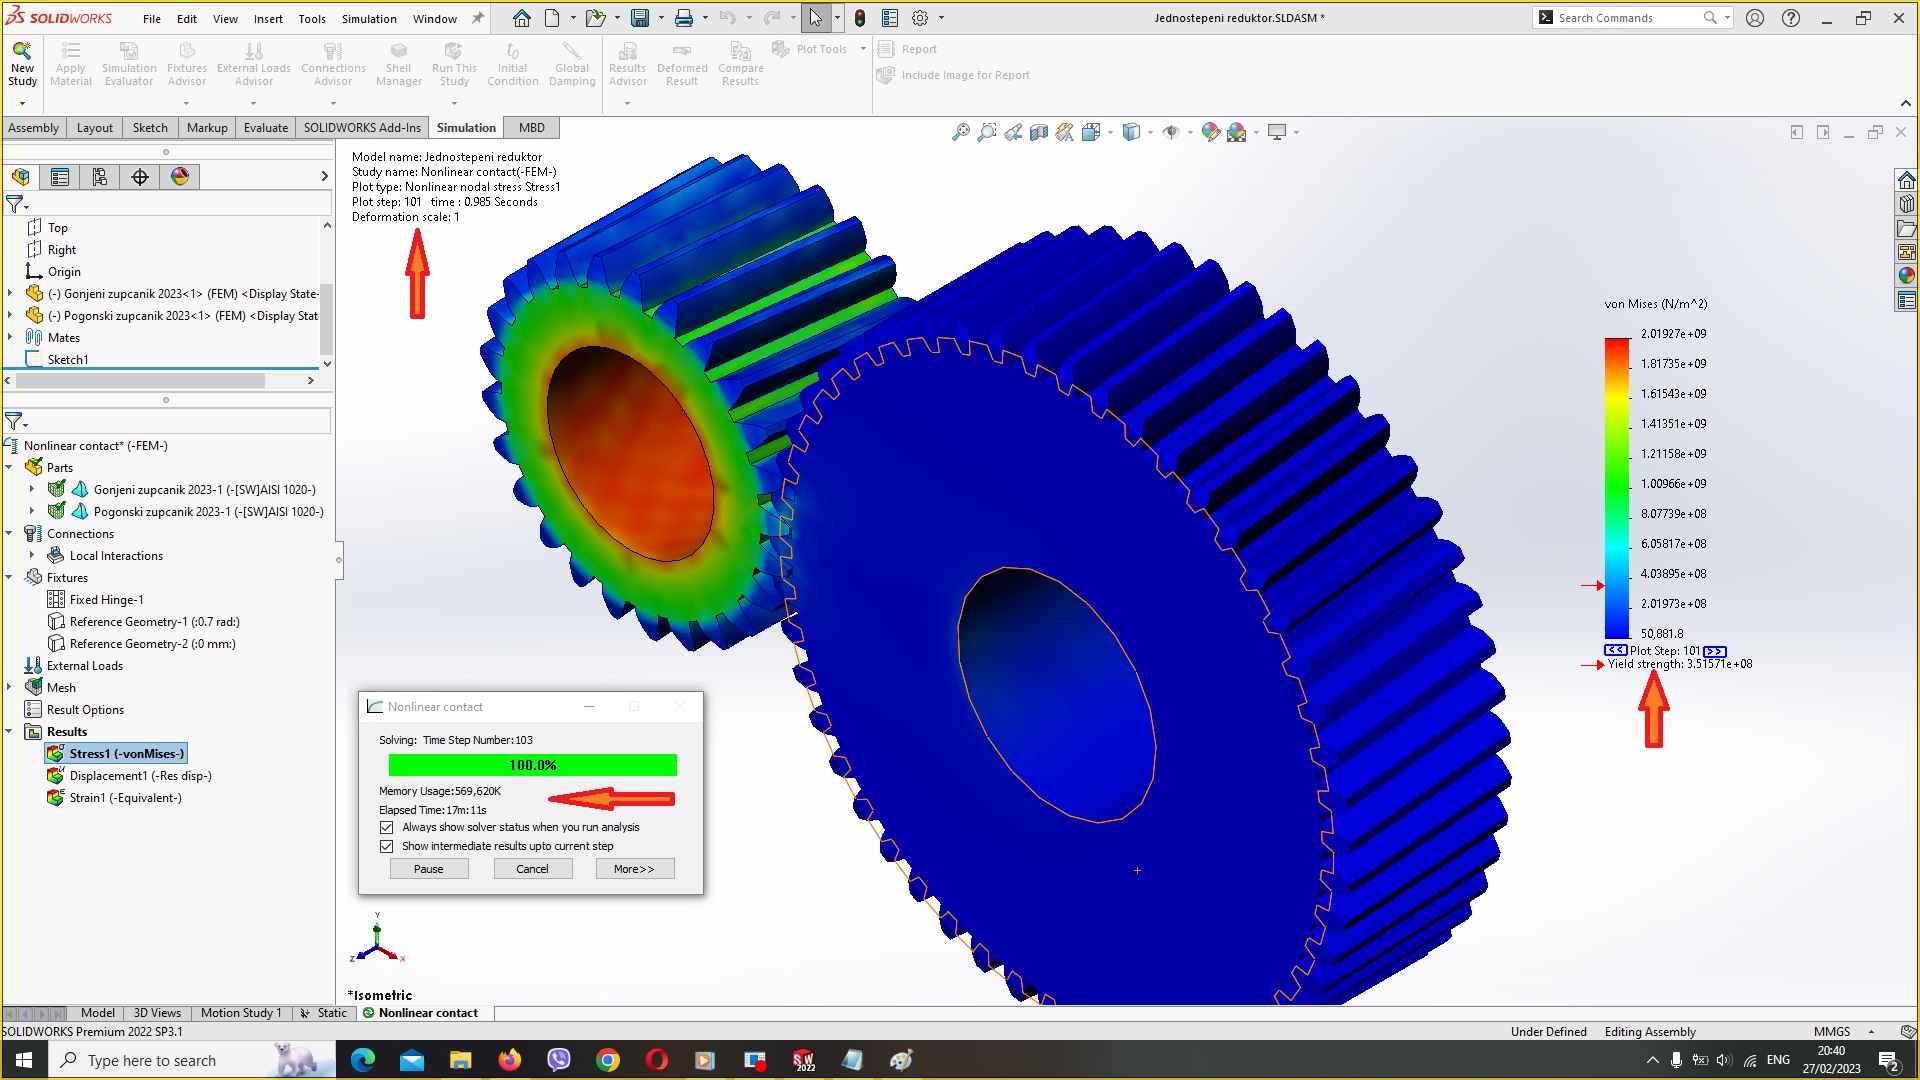 SOLIDWORKS File Edit View Insert Tools Simulation Window Jednostepeni reduktor.SLDASM * Search Commands
New Study
Apply Material
Simulation Evaluator
Fixtures Advisor
External Loads Advisor
Connections Advisor
Shell Manager
Run This Study
Initial Condition
Global Damping
Results Advisor
Deformed Result
Compare Results
Plot Tools
Report
Include Image for Report
Assembly Layout Sketch Markup Evaluate SOLIDWORKS Add-Ins Simulation MBD
Top
Right
Origin
(-) Gonjeni zupcanik 2023<1> (FEM) <Display State-
(-) Pogonski zupcanik 2023<1> (FEM) <Display Stat
Mates
Sketch1
Nonlinear contact* (-FEM-)
Parts
Gonjeni zupcanik 2023-1 (-[SW]AISI 1020-)
Pogonski zupcanik 2023-1 (-[SW]AISI 1020-)
Connections
Local Interactions
Fixtures
Fixed Hinge-1
Reference Geometry-1 (:0.7 rad:)
Reference Geometry-2 (:0 mm:)
External Loads
Mesh
Result Options
Results
Stress1 (-vonMises-)
Displacement1 (-Res disp-)
Strain1 (-Equivalent-)
Model name: Jednostepeni reduktor
Study name: Nonlinear contact(-FEM-)
Plot type: Nonlinear nodal stress Stress1
Plot step: 101 time : 0.985 Seconds
Deformation scale: 1
von Mises (N/m^2)
2.01927e+09
1.81735e+09
1.61543e+09
1.41351e+09
1.21158e+09
1.00966e+09
8.07739e+08
6.05817e+08
4.03895e+08
2.01973e+08
50,881.8
<< Plot Step: 101 >>
Yield strength: 3.51571e+08
Nonlinear contact
Solving: Time Step Number:103
100.0%
Memory Usage:569,620K
Elapsed Time:17m:11s
Always show solver status when you run analysis
Show intermediate results upto current step
Pause Cancel More>>
Y
Z X
*Isometric
Model 3D Views Motion Study 1 Static Nonlinear contact
SOLIDWORKS Premium 2022 SP3.1 Under Defined Editing Assembly MMGS
Type here to search SW 2022 ENG 20:40
27/02/2023 2